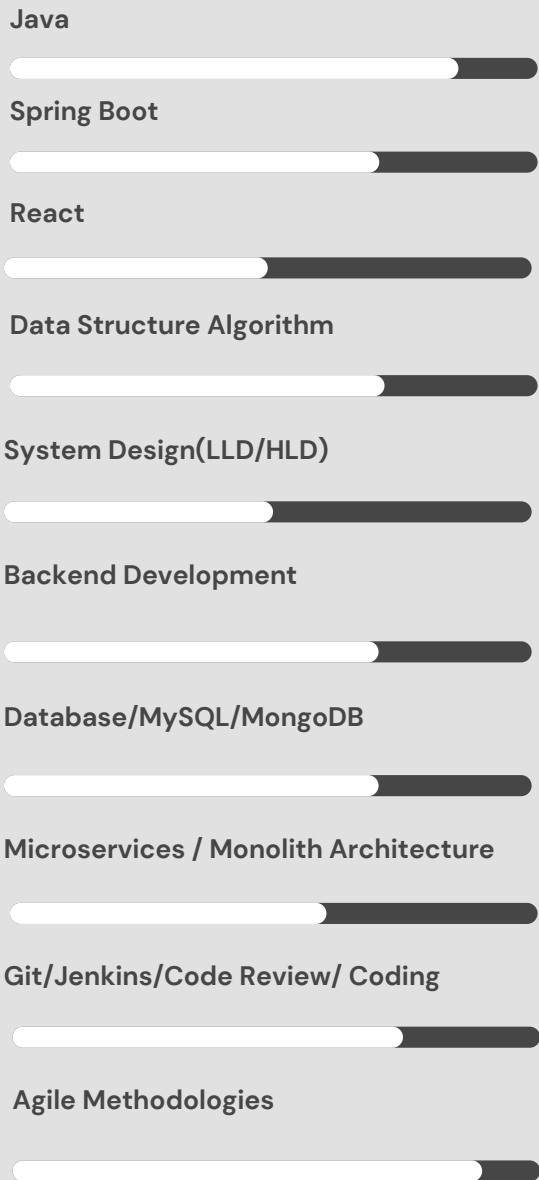 Java
Spring Boot
React
Data Structure Algorithm
System Design(LLD/HLD)
Backend Development
Database/MySQL/MongoDB
Microservices / Monolith Architecture
Git/Jenkins/Code Review/ Coding
Agile Methodologies